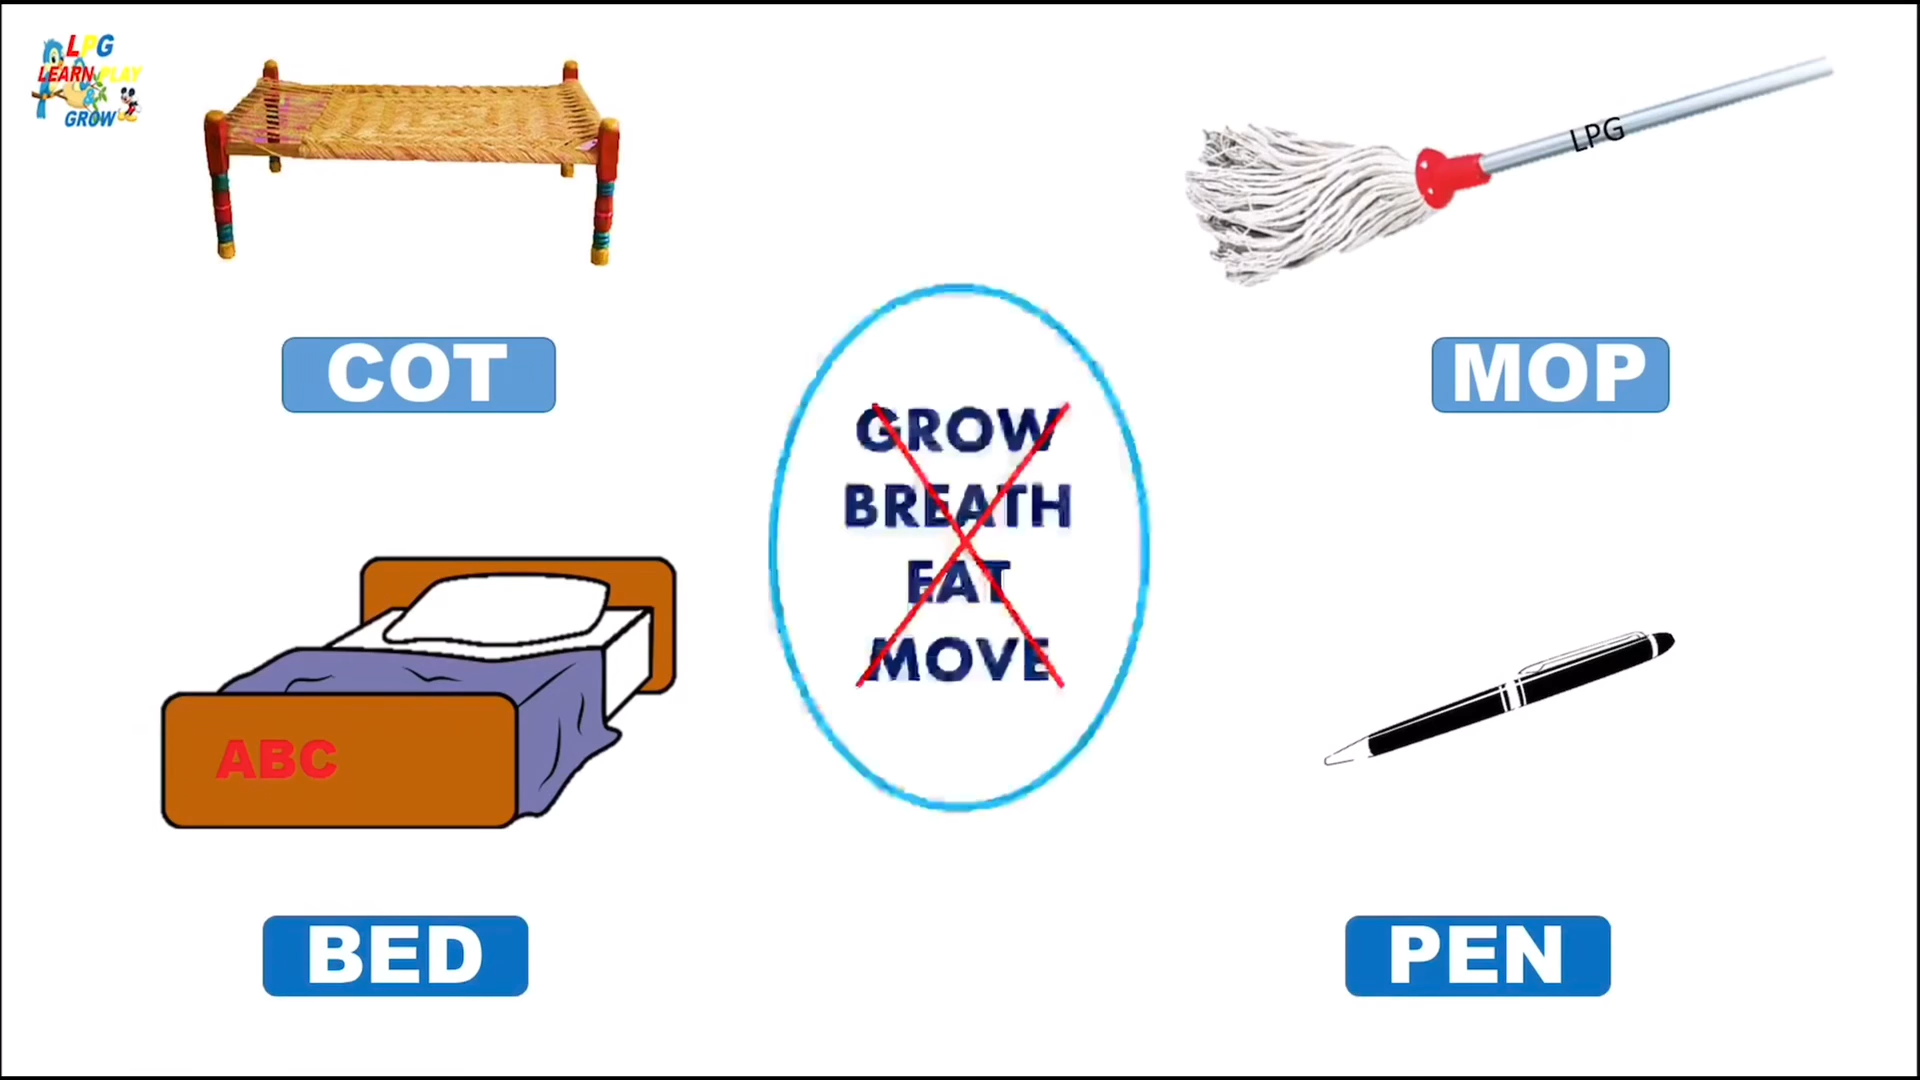 LPG
LEARN PLAY
&
GROW
LPG
COT
MOP
GROW
BREATH
EAT
MOVE
ABC
BED
PEN